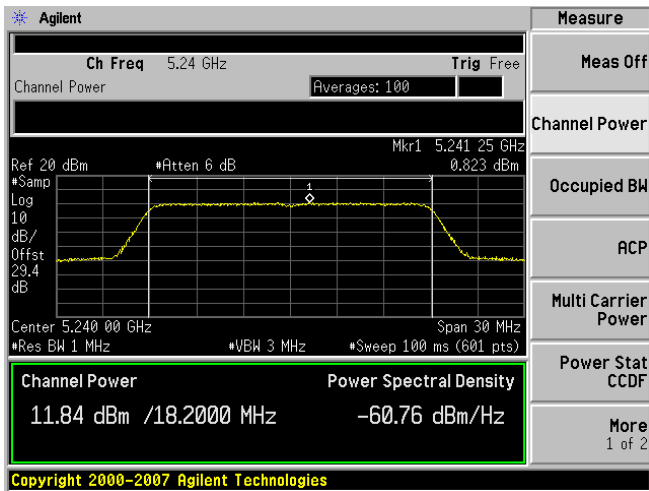 Agilent
Measure
Ch Freq 5.24 GHz Trig Free
Channel Power Averages: 100
Mkr1 5.241 25 GHz
Ref 20 dBm #Atten 6 dB 0.823 dBm
#Samp
Log
10
dB/
Offst
29.4
dB
1
Center 5.240 00 GHz Span 30 MHz
#Res BW 1 MHz #VBW 3 MHz #Sweep 100 ms (601 pts)
Channel Power Power Spectral Density
11.84 dBm /18.2000 MHz -60.76 dBm/Hz
Meas Off
Channel Power
Occupied BW
ACP
Multi Carrier
Power
Power Stat
CCDF
More
1 of 2
Copyright 2000-2007 Agilent Technologies